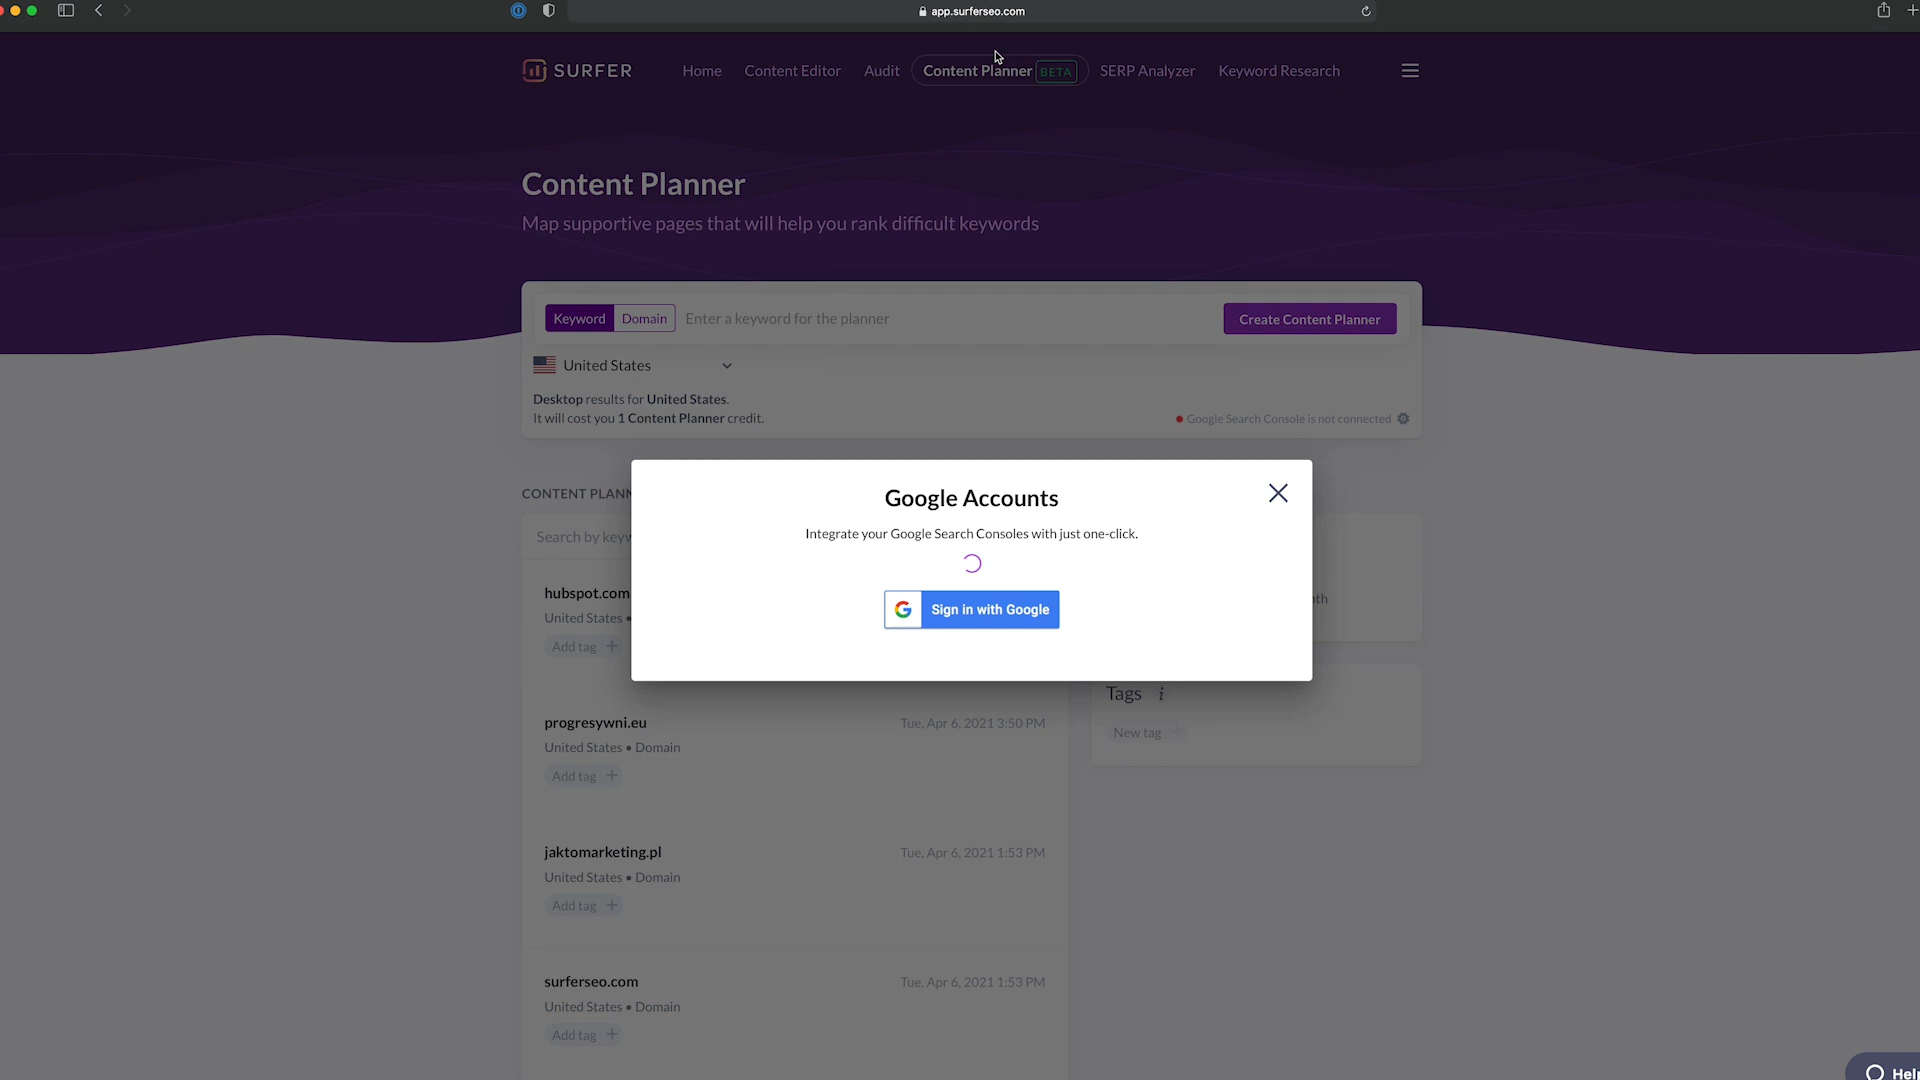 app.surferseo.com
SURFER
Home
Content Editor
Audit
Content Planner BETA
SERP Analyzer
Keyword Research
Content Planner
Map supportive pages that will help you rank difficult keywords
Keyword
Domain
Enter a keyword for the planner
Create Content Planner
United States
Desktop results for United States.
It will cost you 1 Content Planner credit.
Google Search Console is not connected
Google Accounts
Integrate your Google Search Consoles with just one-click.
Sign in with Google
CONTENT PLANN
Search by keyw
hubspot.com
United States •
Add tag +
progresywni.eu
Tue, Apr 6, 2021 3:50 PM
United States • Domain
Add tag +
jaktomarketing.pl
Tue, Apr 6, 2021 1:53 PM
United States • Domain
Add tag +
surferseo.com
Tue, Apr 6, 2021 1:53 PM
United States • Domain
Add tag +
nth
Tags i
New tag +
Help